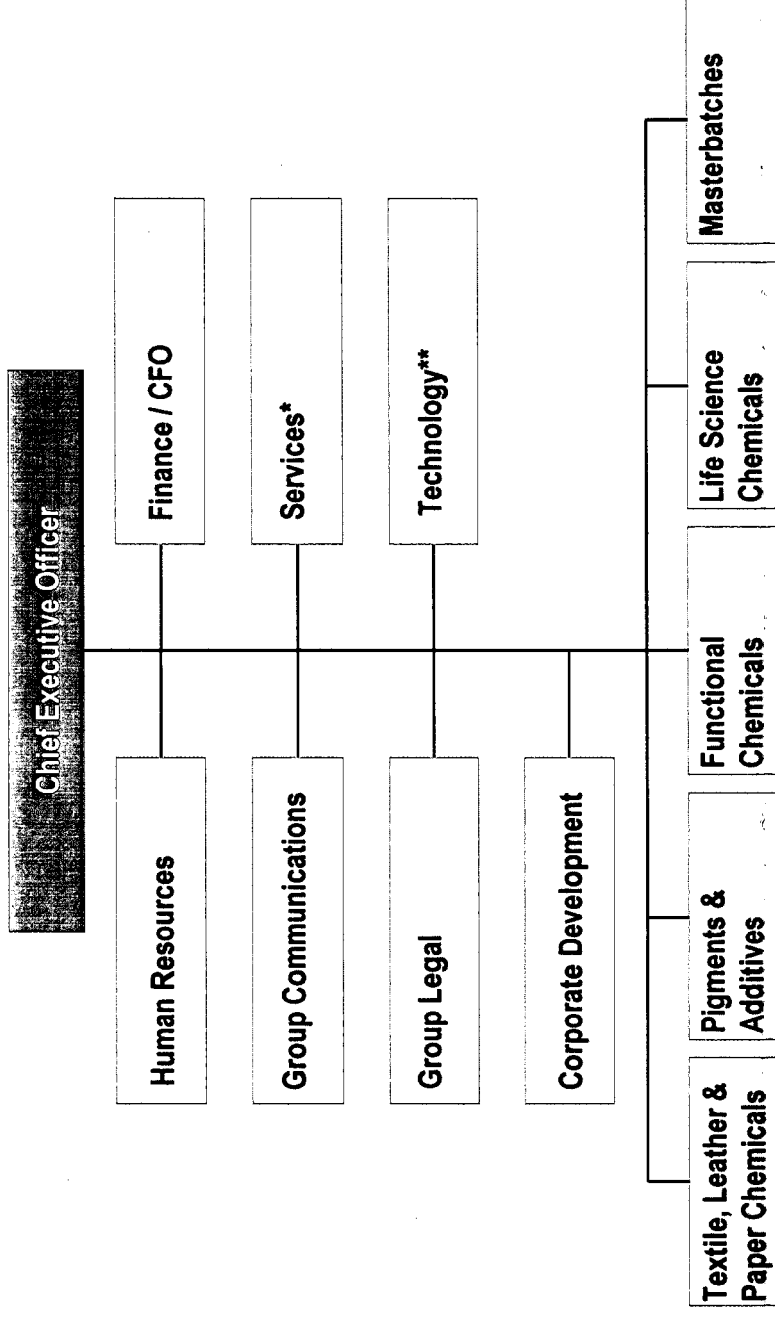 Chief Executive Officer
Human Resources
Finance / CFO
Group Communications
Services*
Group Legal
Technology**
Corporate Development
Textile, Leather &
Paper Chemicals
Pigments &
Additives
Functional
Chemicals
Life Science
Chemicals
Masterbatches